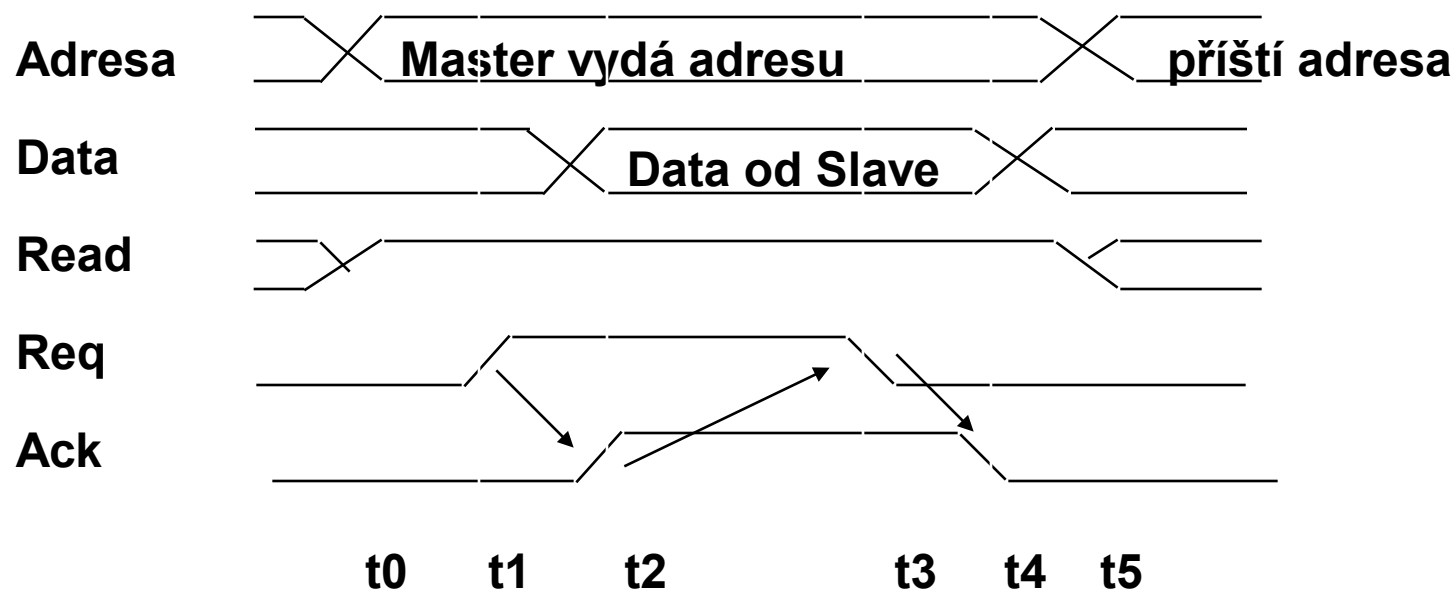 Adresa Master vydá adresu příští adresa
Data Data od Slave
Read
Req
Ack
t0 t1 t2 t3 t4 t5